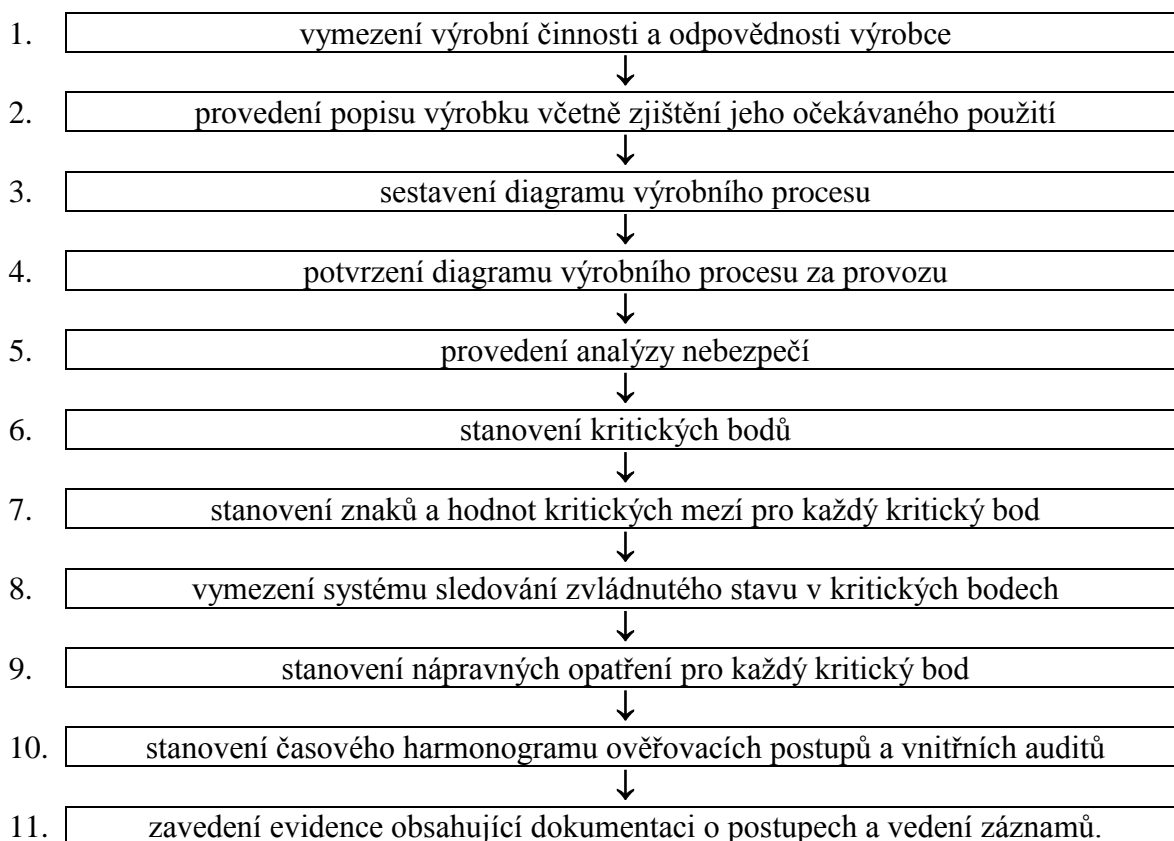 1. vymezení výrobní činnosti a odpovědnosti výrobce
2. provedení popisu výrobku včetně zjištění jeho očekávaného použití
3. sestavení diagramu výrobního procesu
4. potvrzení diagramu výrobního procesu za provozu
5. provedení analýzy nebezpečí
6. stanovení kritických bodů
7. stanovení znaků a hodnot kritických mezí pro každý kritický bod
8. vymezení systému sledování zvládnutého stavu v kritických bodech
9. stanovení nápravných opatření pro každý kritický bod
10. stanovení časového harmonogramu ověřovacích postupů a vnitřních auditů
11. zavedení evidence obsahující dokumentaci o postupech a vedení záznamů.